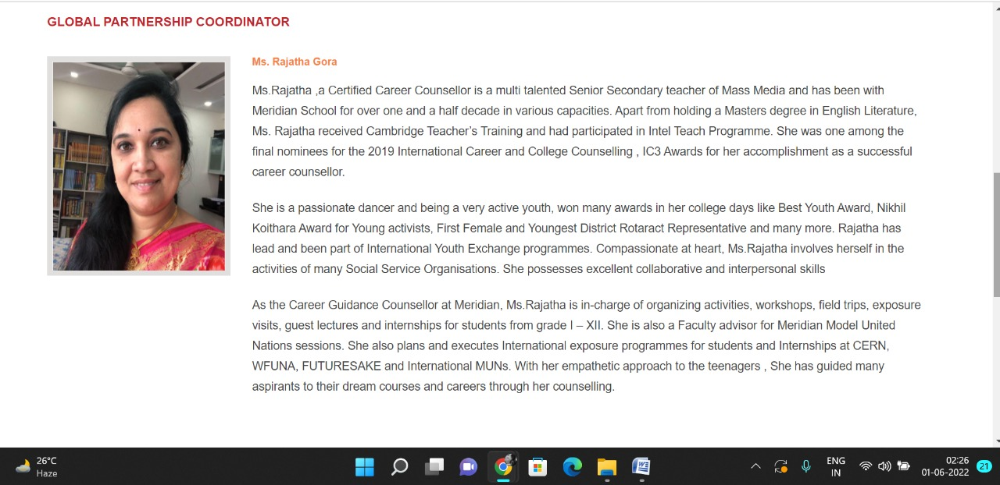 GLOBAL PARTNERSHIP COORDINATOR
Ms. Rajatha Gora
Ms.Rajatha ,a Certified Career Counsellor is a multi talented Senior Secondary teacher of Mass Media and has been with
Meridian School for over one and a half decade in various capacities. Apart from holding a Masters degree in English Literature,
Ms. Rajatha received Cambridge Teacher’s Training and had participated in Intel Teach Programme. She was one among the
final nominees for the 2019 International Career and College Counselling , IC3 Awards for her accomplishment as a successful
career counsellor.
She is a passionate dancer and being a very active youth, won many awards in her college days like Best Youth Award, Nikhil
Koithara Award for Young activists, First Female and Youngest District Rotaract Representative and many more. Rajatha has
lead and been part of International Youth Exchange programmes. Compassionate at heart, Ms.Rajatha involves herself in the
activities of many Social Service Organisations. She possesses excellent collaborative and interpersonal skills
As the Career Guidance Counsellor at Meridian, Ms.Rajatha is in-charge of organizing activities, workshops, field trips, exposure
visits, guest lectures and internships for students from grade I – XII. She is also a Faculty advisor for Meridian Model United
Nations sessions. She also plans and executes International exposure programmes for students and Internships at CERN,
WFUNA, FUTURESAKE and International MUNs. With her empathetic approach to the teenagers , She has guided many
aspirants to their dream courses and careers through her counselling.
26°C
Haze
ENG
IN
02:26
01-06-2022
21